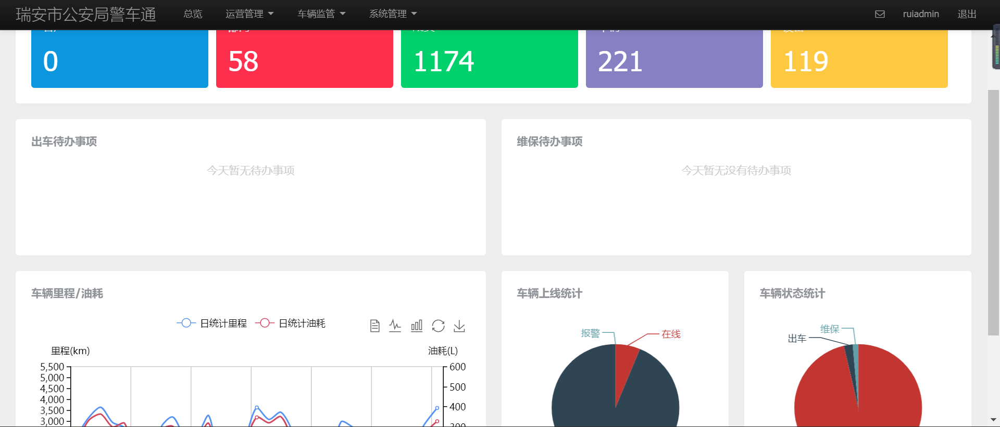 瑞安市公安局警车通 总览 运营管理 车辆监管 系统管理 ruiadmin 退出
0 58 1174 221 119
出车待办事项
今天暂无待办事项
维保待办事项
今天暂无没有待办事项
车辆里程/油耗
日统计里程 日统计油耗
里程(km) 油耗(L)
5,500 600
5,000
4,500 500
4,000 400
3,500
3,000
车辆上线统计
报警 在线
车辆状态统计
维保
出车